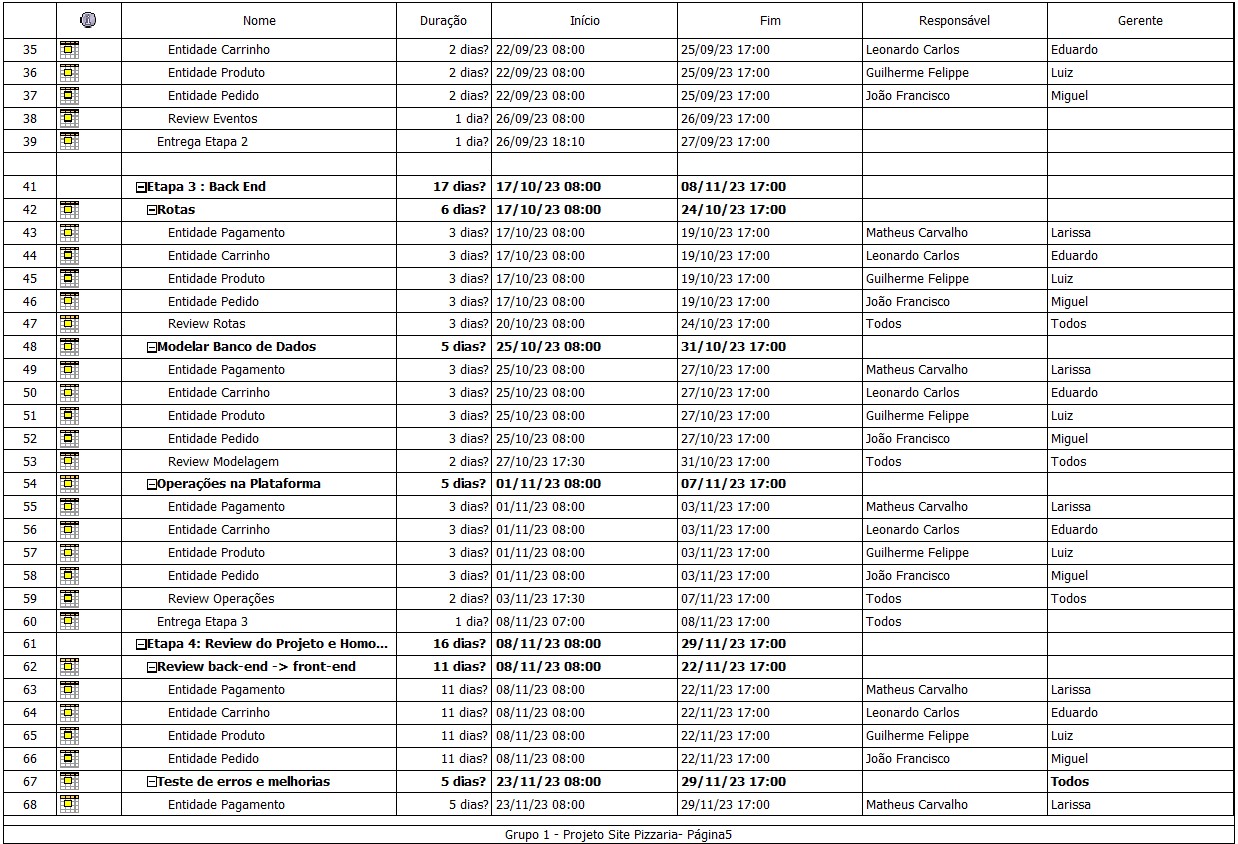 Nome Duração Início Fim Responsável Gerente
35 Entidade Carrinho 2 dias? 22/09/23 08:00 25/09/23 17:00 Leonardo Carlos Eduardo
36 Entidade Produto 2 dias? 22/09/23 08:00 25/09/23 17:00 Guilherme Felippe Luiz
37 Entidade Pedido 2 dias? 22/09/23 08:00 25/09/23 17:00 João Francisco Miguel
38 Review Eventos 1 dia? 26/09/23 08:00 26/09/23 17:00
39 Entrega Etapa 2 1 dia? 26/09/23 18:10 27/09/23 17:00
41 Etapa 3 : Back End 17 dias? 17/10/23 08:00 08/11/23 17:00
42 Rotas 6 dias? 17/10/23 08:00 24/10/23 17:00
43 Entidade Pagamento 3 dias? 17/10/23 08:00 19/10/23 17:00 Matheus Carvalho Larissa
44 Entidade Carrinho 3 dias? 17/10/23 08:00 19/10/23 17:00 Leonardo Carlos Eduardo
45 Entidade Produto 3 dias? 17/10/23 08:00 19/10/23 17:00 Guilherme Felippe Luiz
46 Entidade Pedido 3 dias? 17/10/23 08:00 19/10/23 17:00 João Francisco Miguel
47 Review Rotas 3 dias? 20/10/23 08:00 24/10/23 17:00 Todos Todos
48 Modelar Banco de Dados 5 dias? 25/10/23 08:00 31/10/23 17:00
49 Entidade Pagamento 3 dias? 25/10/23 08:00 27/10/23 17:00 Matheus Carvalho Larissa
50 Entidade Carrinho 3 dias? 25/10/23 08:00 27/10/23 17:00 Leonardo Carlos Eduardo
51 Entidade Produto 3 dias? 25/10/23 08:00 27/10/23 17:00 Guilherme Felippe Luiz
52 Entidade Pedido 3 dias? 25/10/23 08:00 27/10/23 17:00 João Francisco Miguel
53 Review Modelagem 2 dias? 27/10/23 17:30 31/10/23 17:00 Todos Todos
54 Operações na Plataforma 5 dias? 01/11/23 08:00 07/11/23 17:00
55 Entidade Pagamento 3 dias? 01/11/23 08:00 03/11/23 17:00 Matheus Carvalho Larissa
56 Entidade Carrinho 3 dias? 01/11/23 08:00 03/11/23 17:00 Leonardo Carlos Eduardo
57 Entidade Produto 3 dias? 01/11/23 08:00 03/11/23 17:00 Guilherme Felippe Luiz
58 Entidade Pedido 3 dias? 01/11/23 08:00 03/11/23 17:00 João Francisco Miguel
59 Review Operações 2 dias? 03/11/23 17:30 07/11/23 17:00 Todos Todos
60 Entrega Etapa 3 1 dia? 08/11/23 07:00 08/11/23 17:00 Todos
61 Etapa 4: Review do Projeto e Homo... 16 dias? 08/11/23 08:00 29/11/23 17:00
62 Review back-end -> front-end 11 dias? 08/11/23 08:00 22/11/23 17:00
63 Entidade Pagamento 11 dias? 08/11/23 08:00 22/11/23 17:00 Matheus Carvalho Larissa
64 Entidade Carrinho 11 dias? 08/11/23 08:00 22/11/23 17:00 Leonardo Carlos Eduardo
65 Entidade Produto 11 dias? 08/11/23 08:00 22/11/23 17:00 Guilherme Felippe Luiz
66 Entidade Pedido 11 dias? 08/11/23 08:00 22/11/23 17:00 João Francisco Miguel
67 Teste de erros e melhorias 5 dias? 23/11/23 08:00 29/11/23 17:00 Todos
68 Entidade Pagamento 5 dias? 23/11/23 08:00 29/11/23 17:00 Matheus Carvalho Larissa
Grupo 1 - Projeto Site Pizzaria- Página5